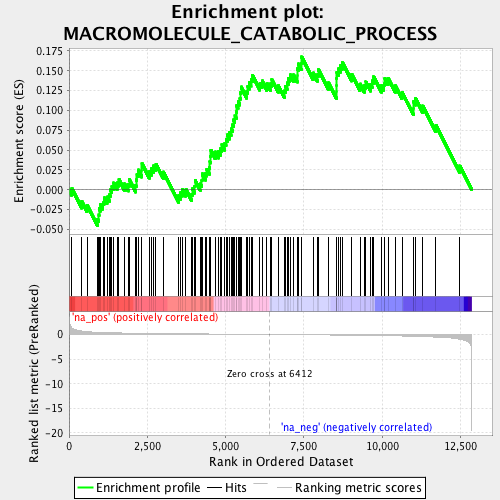 Enrichment plot:
MACROMOLECULE_CATABOLIC_PROCESS
Enrichment score (ES)
0.175
0.150
0.125
0.100
0.075
0.050
0.025
0.000
-0.025
-0.050
'na_pos' (positively correlated)
Ranked list metric (PreRanked)
0
-5
-10
-15
-20
Zero cross at 6412
'na_neg' (negatively correlated)
0
2,500
5,000
7,500
10,000
12,500
Rank in Ordered Dataset
Enrichment profile
Hits
Ranking metric scores